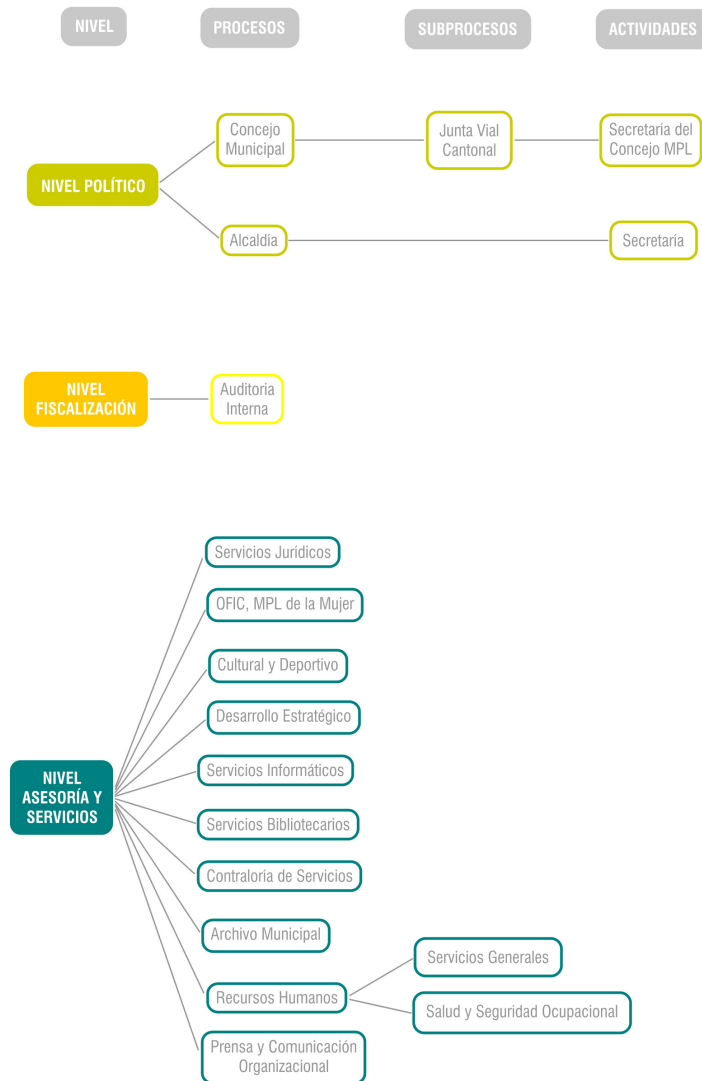 NIVEL
PROCESOS
SUBPROCESOS
ACTIVIDADES
NIVEL POLÍTICO
Concejo
Municipal
Junta Vial
Cantonal
Secretaría del
Concejo MPL
Alcaldía
Secretaría
NIVEL
FISCALIZACIÓN
Auditoria
Interna
NIVEL
ASESORÍA Y
SERVICIOS
Servicios Jurídicos
OFIC, MPL de la Mujer
Cultural y Deportivo
Desarrollo Estratégico
Servicios Informáticos
Servicios Bibliotecarios
Contraloría de Servicios
Archivo Municipal
Recursos Humanos
Servicios Generales
Salud y Seguridad Ocupacional
Prensa y Comunicación
Organizacional